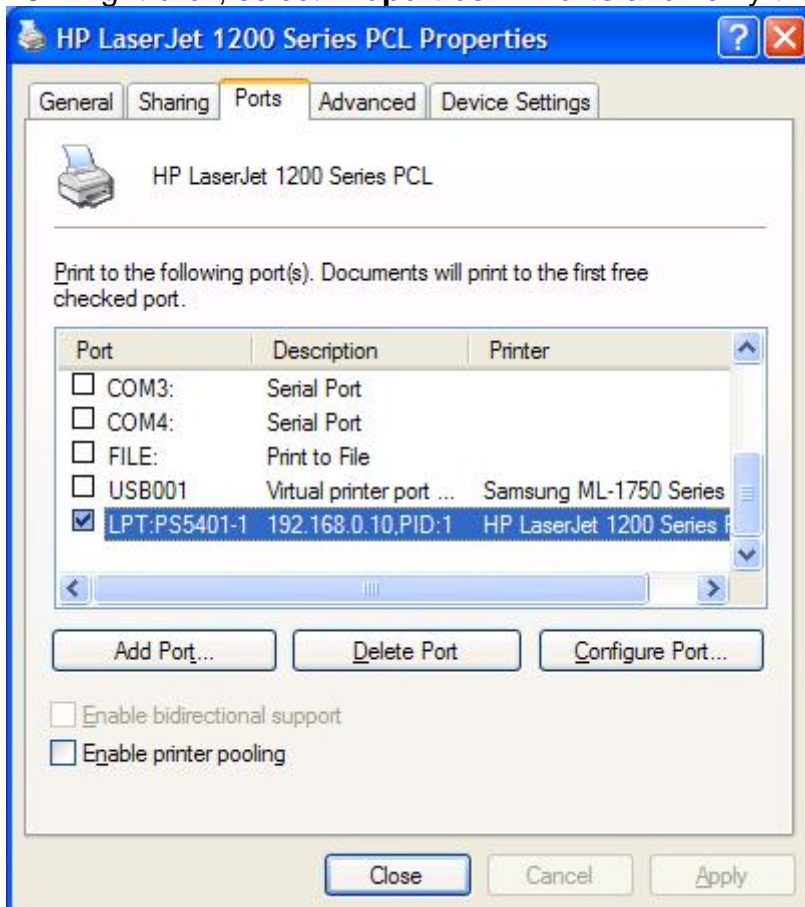 HP LaserJet 1200 Series PCL Properties
General Sharing Ports Advanced Device Settings
HP LaserJet 1200 Series PCL
Print to the following port(s). Documents will print to the first free
checked port.
Port Description Printer
COM3: Serial Port
COM4: Serial Port
FILE: Print to File
USB001 Virtual printer port ... Samsung ML-1750 Series
LPT:PS5401-1 192.168.0.10,PID:1 HP LaserJet 1200 Series
Add Port... Delete Port Configure Port...
Enable bidirectional support
Enable printer pooling
Close Cancel Apply